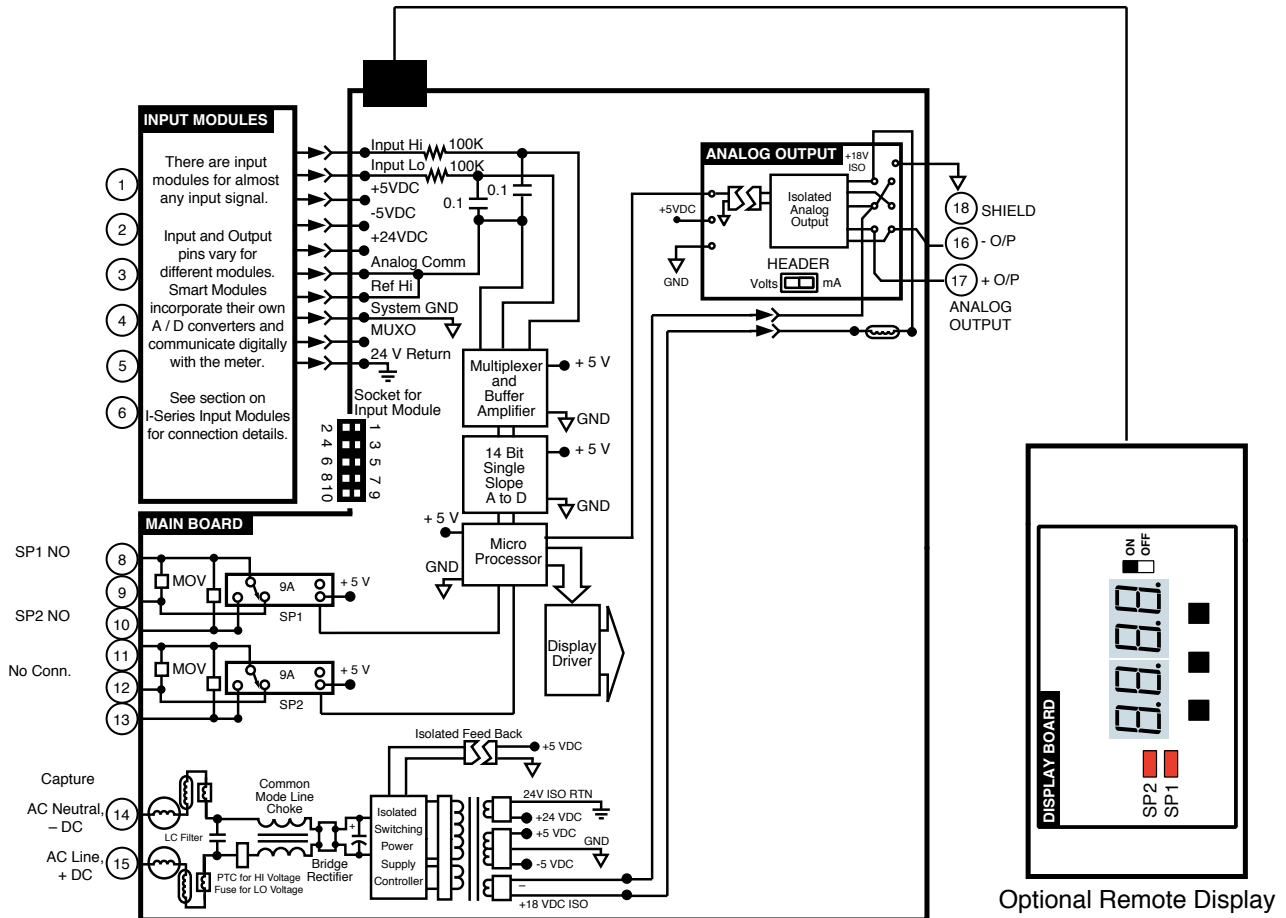 INPUT MODULES
There are input
modules for almost
any input signal.
Input and Output
pins vary for
different modules.
Smart Modules
incorporate their own
A / D converters and
communicate digitally
with the meter.
See section on
I-Series Input Modules
for connection details.
1
2
3
4
5
6
Input Hi
100K
Input Lo
100K
+5VDC
-5VDC
+24VDC
Analog Comm
Ref Hi
System GND
MUXO
24 V Return
0.1
0.1
Socket for
Input Module
2 4 6 8 10
1 3 5 7 9
Multiplexer
and
Buffer
Amplifier
+ 5 V
GND
14 Bit
Single
Slope
A to D
+ 5 V
GND
Micro
Processor
+ 5 V
GND
Display
Driver
ANALOG OUTPUT
+18V
ISO
+5VDC
GND
Isolated
Analog
Output
HEADER
Volts
mA
18 SHIELD
16 - O/P
17 + O/P
ANALOG
OUTPUT
MAIN BOARD
SP1 NO
8
9
SP2 NO
10
11
No Conn.
12
13
MOV
9A
+ 5 V
SP1
MOV
9A
+ 5 V
SP2
Isolated Feed Back
+5 VDC
Capture
AC Neutral,
– DC
14
AC Line,
+ DC
15
LC Filter
Common
Mode Line
Choke
PTC for HI Voltage
Fuse for LO Voltage
Bridge
Rectifier
+
Isolated
Switching
Power
Supply
Controller
24V ISO RTN
+24 VDC
+5 VDC
GND
-5 VDC
–
+18 VDC ISO
DISPLAY BOARD
ON
OFF
8.8.8.8.
SP2
SP1
Optional Remote Display